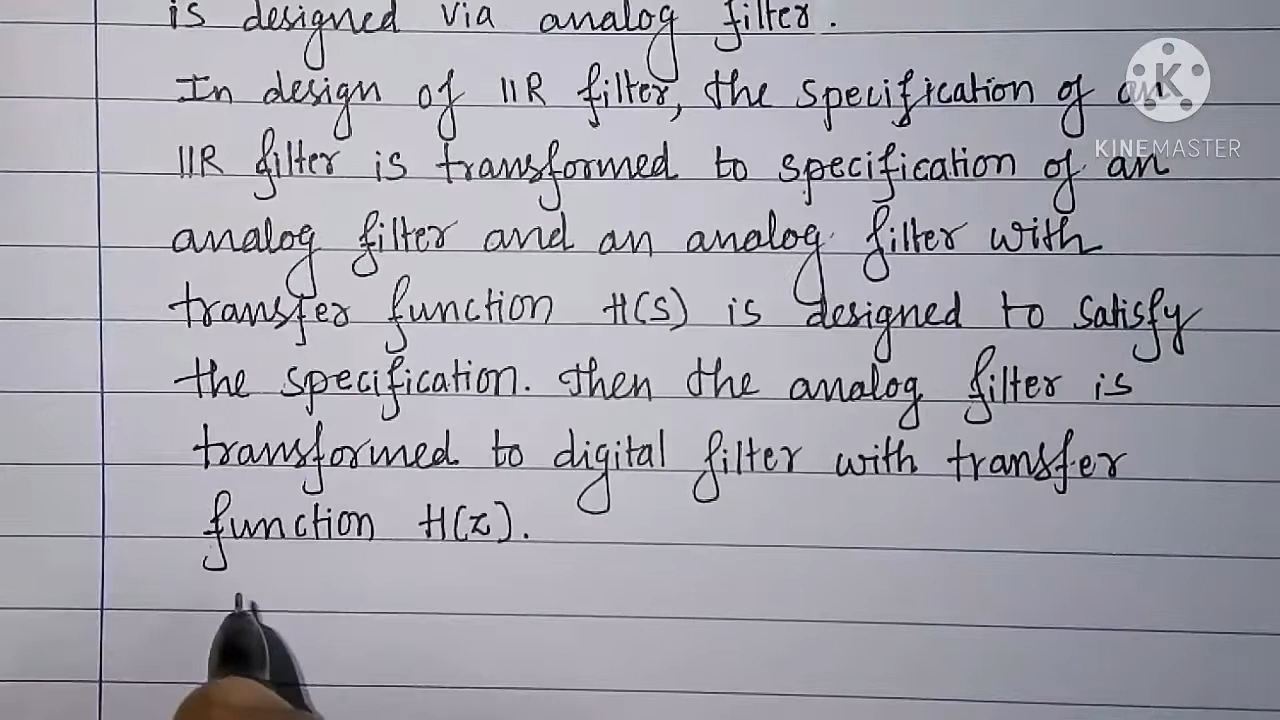 is designed via analog filter.
In design of IIR filter, the specification of an
IIR filter is transformed to specification of an
analog filter and an analog filter with
transfer function H(s) is designed to satisfy
the specification. Then the analog filter is
transformed to digital filter with transfer
function H(z).
K
KINEMASTER